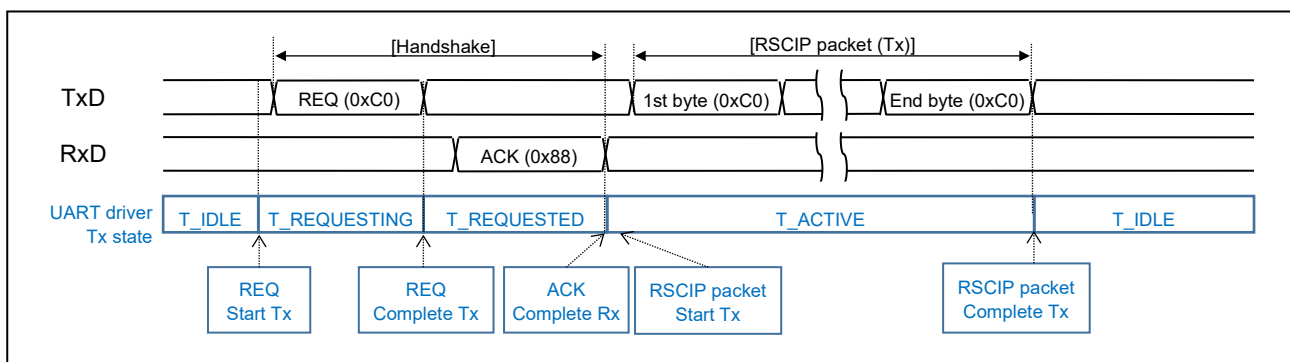 [Handshake]
[RSCIP packet (Tx)]
TxD
REQ (0xC0)
1st byte (0xC0)
End byte (0xC0)
RxD
ACK (0x88)
UART driver
Tx state
T_IDLE
T_REQUESTING
T_REQUESTED
T_ACTIVE
T_IDLE
REQ
Start Tx
REQ
Complete Tx
ACK
Complete Rx
RSCIP packet
Start Tx
RSCIP packet
Complete Tx